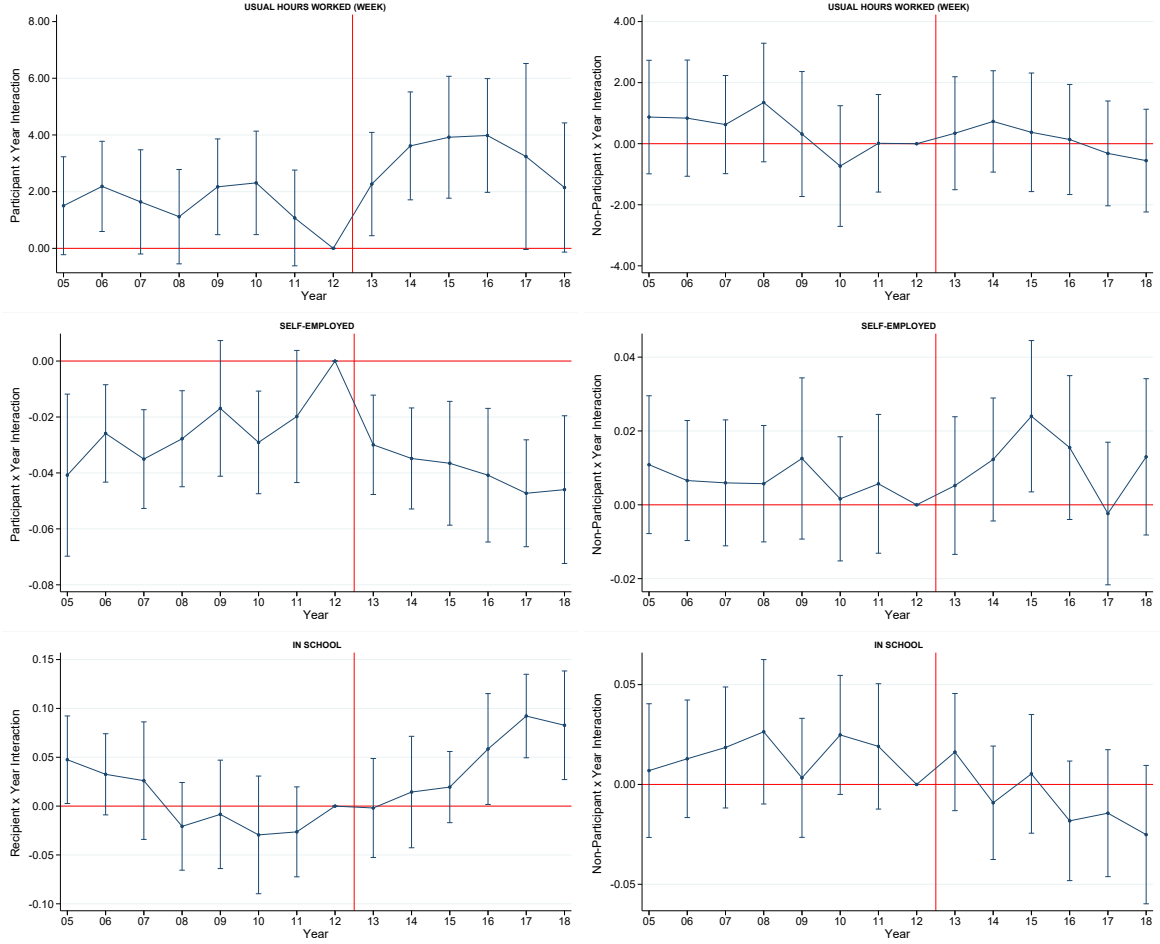 USUAL HOURS WORKED (WEEK)
Participant x Year Interaction
8.00
6.00
4.00
2.00
0.00
05 06 07 08 09 10 11 12 13 14 15 16 17 18
Year
USUAL HOURS WORKED (WEEK)
Non-Participant x Year Interaction
4.00
2.00
0.00
-2.00
-4.00
05 06 07 08 09 10 11 12 13 14 15 16 17 18
Year
SELF-EMPLOYED
Participant x Year Interaction
0.00
-0.02
-0.04
-0.06
-0.08
05 06 07 08 09 10 11 12 13 14 15 16 17 18
Year
SELF-EMPLOYED
Non-Participant x Year Interaction
0.04
0.02
0.00
-0.02
05 06 07 08 09 10 11 12 13 14 15 16 17 18
Year
IN SCHOOL
Recipient x Year Interaction
0.15
0.10
0.05
0.00
-0.05
-0.10
05 06 07 08 09 10 11 12 13 14 15 16 17 18
Year
IN SCHOOL
Non-Participant x Year Interaction
0.05
0.00
-0.05
05 06 07 08 09 10 11 12 13 14 15 16 17 18
Year